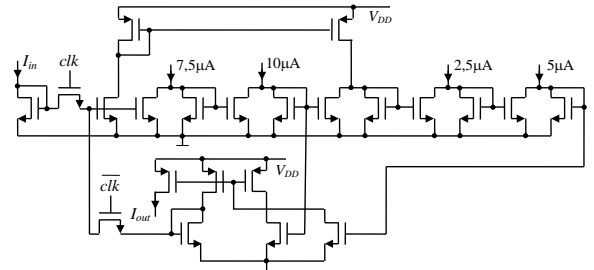 V_DD
I_in
clk
7,5µA
10µA
2,5µA
5µA
clk
V_DD
I_out